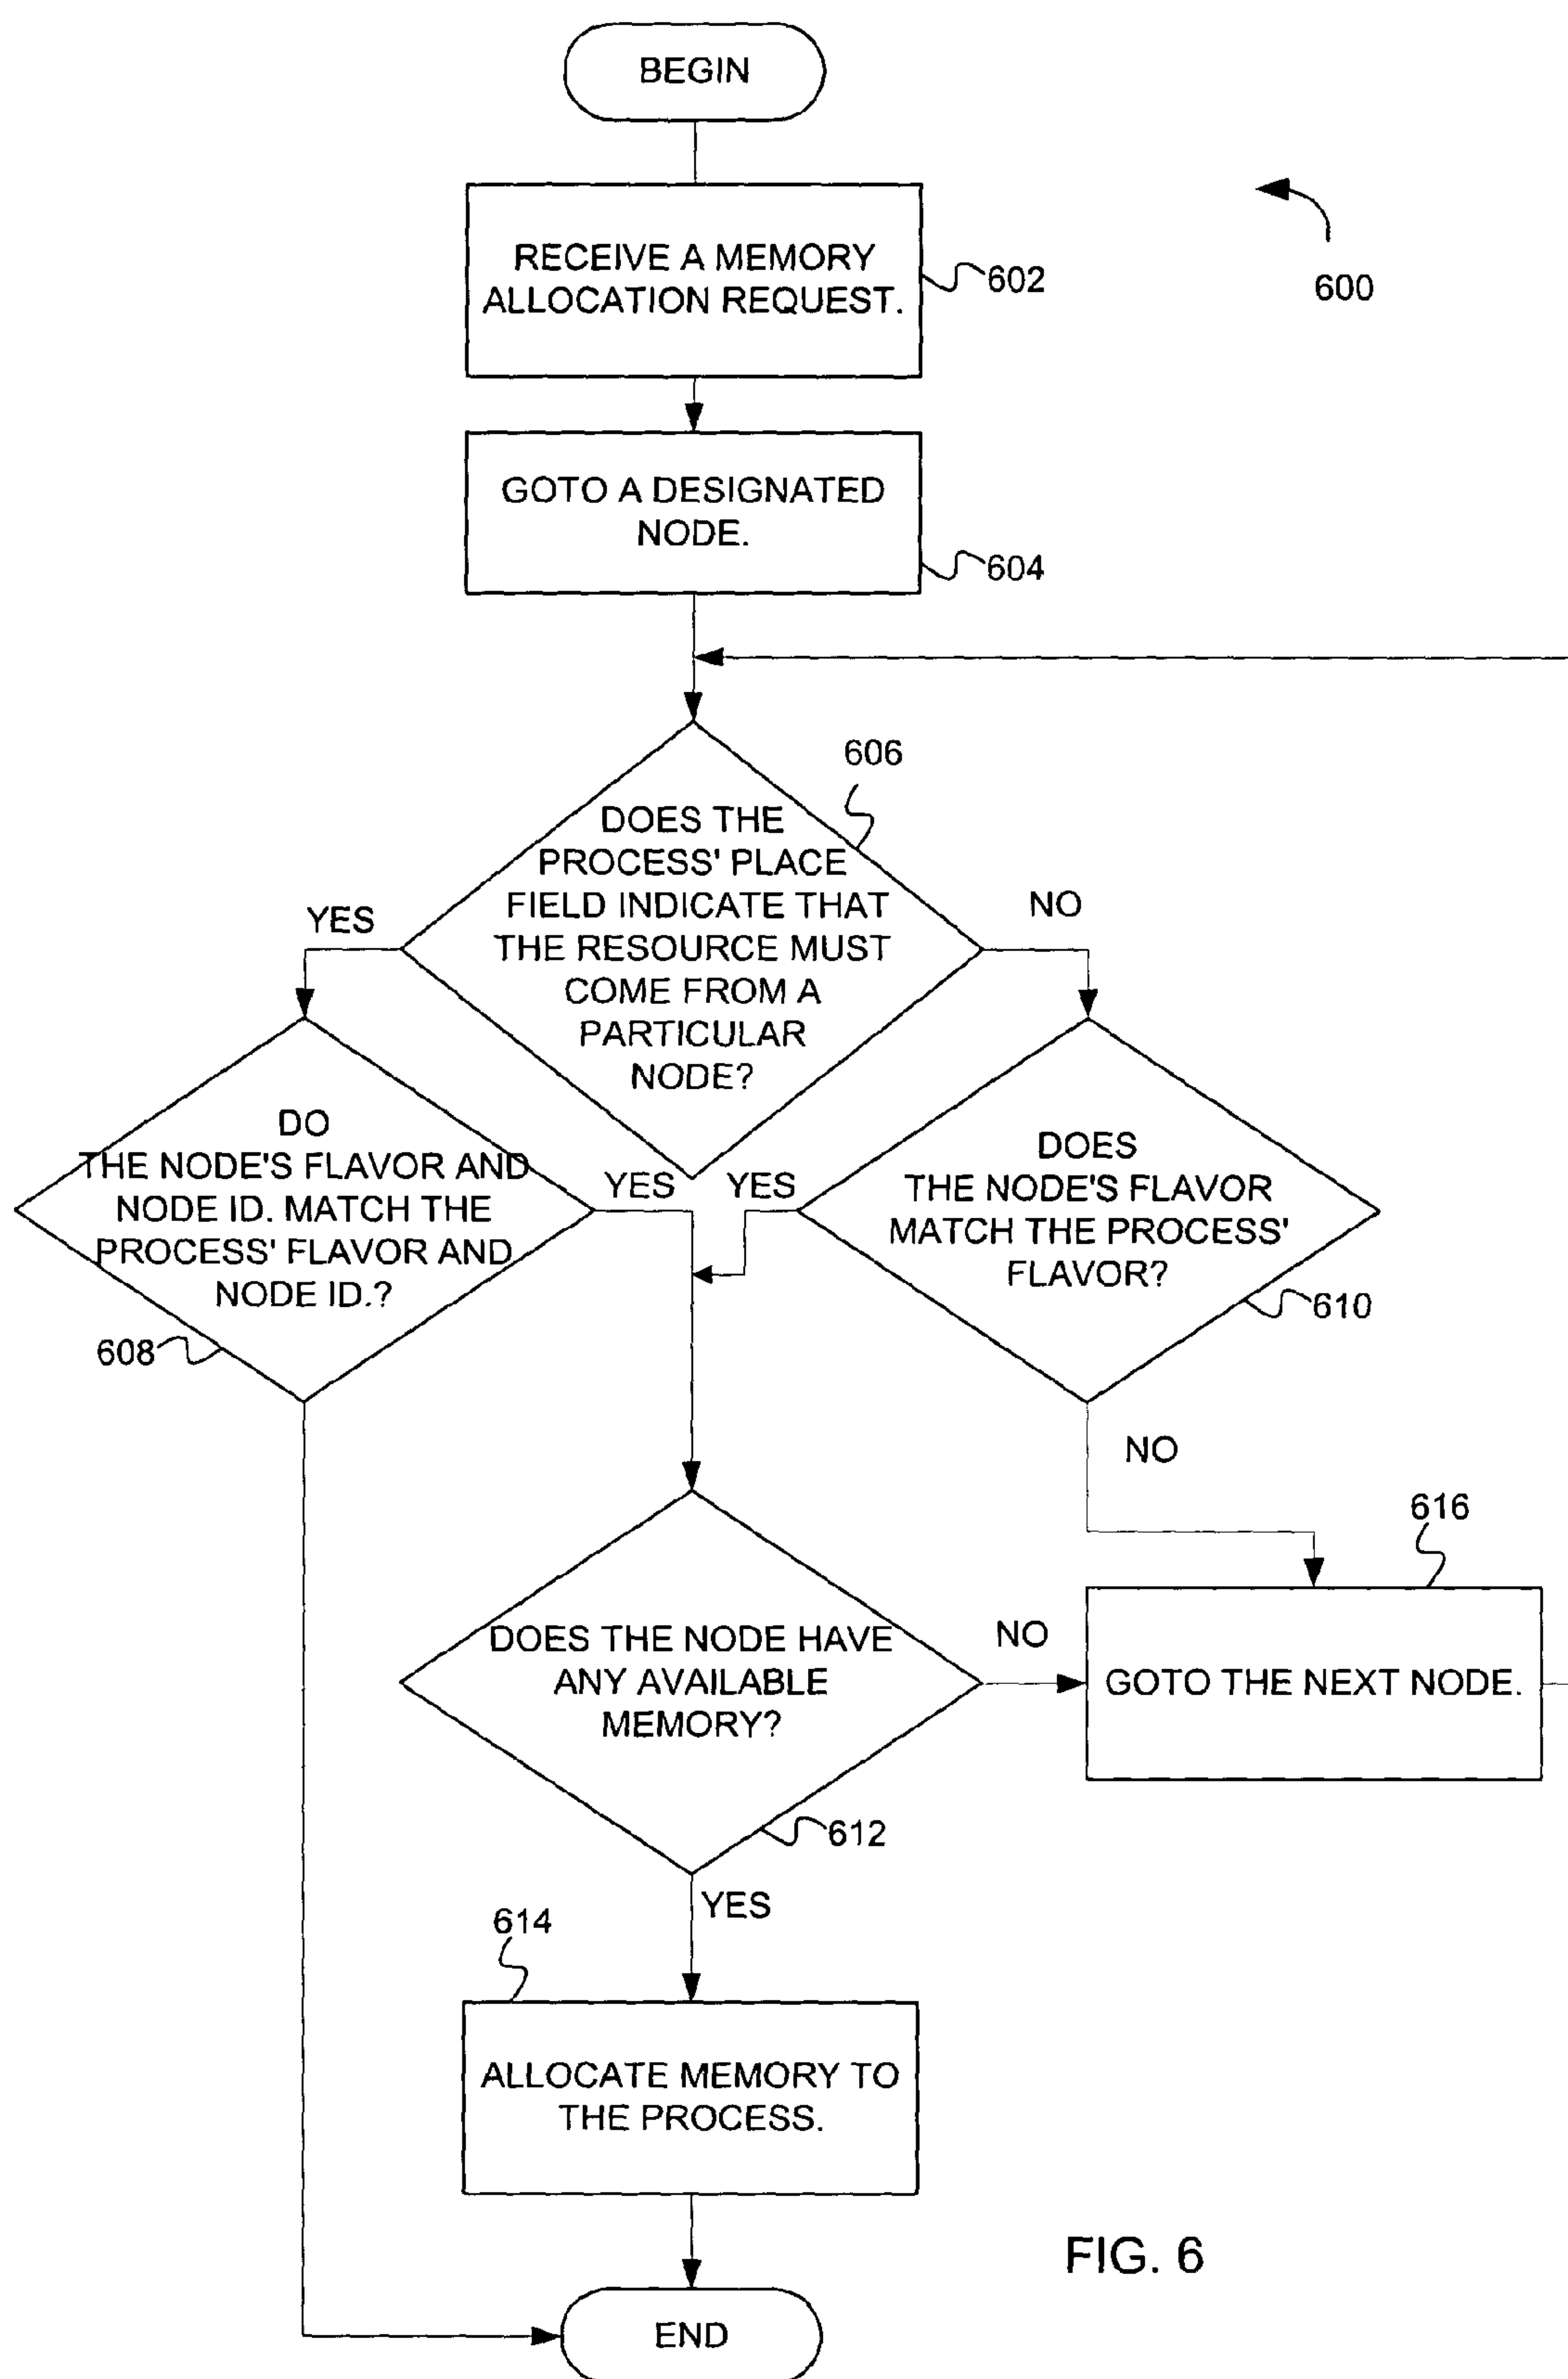 BEGIN
RECEIVE A MEMORY
ALLOCATION REQUEST.
602
600
GOTO A DESIGNATED
NODE.
604
606
DOES THE
PROCESS' PLACE
FIELD INDICATE THAT
THE RESOURCE MUST
COME FROM A
PARTICULAR
NODE?
YES
NO
DO
THE NODE'S FLAVOR AND
NODE ID. MATCH THE
PROCESS' FLAVOR AND
NODE ID.?
608
YES
YES
DOES
THE NODE'S FLAVOR
MATCH THE PROCESS'
FLAVOR?
610
NO
616
DOES THE NODE HAVE
ANY AVAILABLE
MEMORY?
NO
GOTO THE NEXT NODE.
612
YES
614
ALLOCATE MEMORY TO
THE PROCESS.
FIG. 6
END